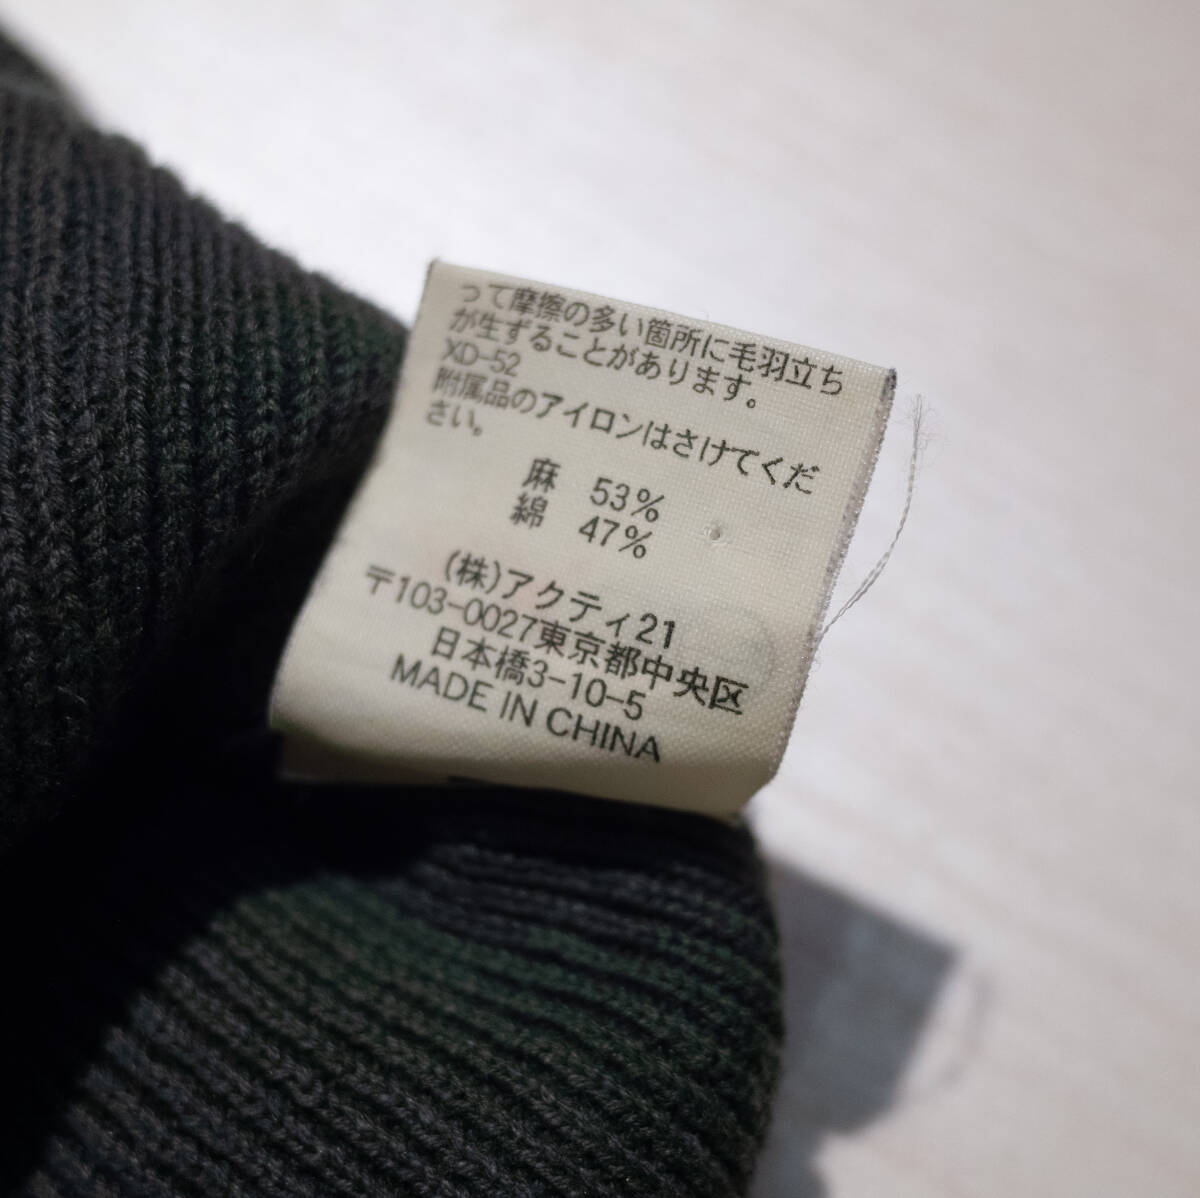 って摩擦の多い箇所に毛羽立ち
が生ずることがあります。
XD-52
附属品のアイロンはさけてくだ
さい。
麻 53%
綿 47%
(株)アクティ21
〒103-0027東京都中央区
日本橋3-10-5
MADE IN CHINA